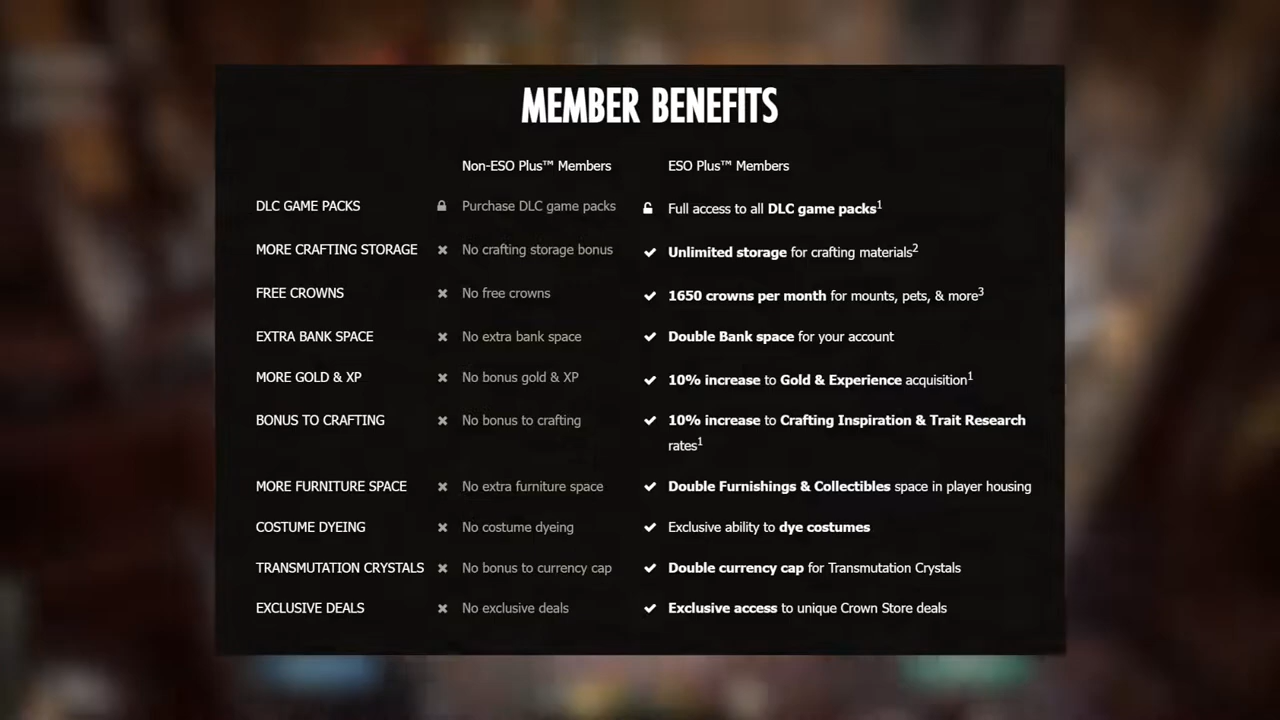 MEMBER BENEFITS
Non-ESO Plus™ Members ESO Plus™ Members
DLC GAME PACKS Purchase DLC game packs Full access to all DLC game packs¹
MORE CRAFTING STORAGE No crafting storage bonus Unlimited storage for crafting materials²
FREE CROWNS No free crowns 1650 crowns per month for mounts, pets, & more³
EXTRA BANK SPACE No extra bank space Double Bank space for your account
MORE GOLD & XP No bonus gold & XP 10% increase to Gold & Experience acquisition¹
BONUS TO CRAFTING No bonus to crafting 10% increase to Crafting Inspiration & Trait Research
rates¹
MORE FURNITURE SPACE No extra furniture space Double Furnishings & Collectibles space in player housing
COSTUME DYEING No costume dyeing Exclusive ability to dye costumes
TRANSMUTATION CRYSTALS No bonus to currency cap Double currency cap for Transmutation Crystals
EXCLUSIVE DEALS No exclusive deals Exclusive access to unique Crown Store deals